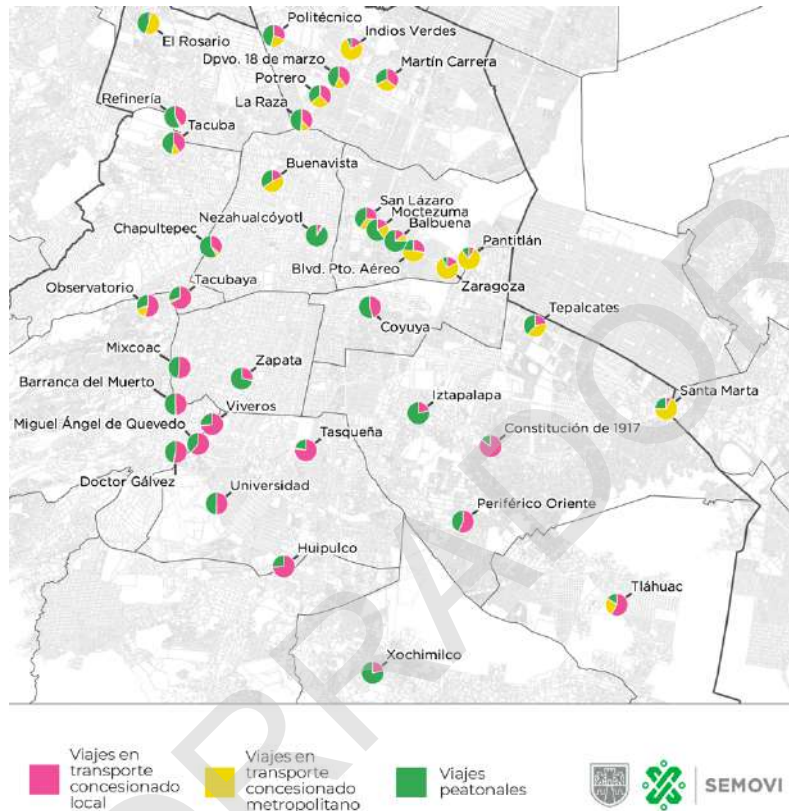 Politécnico
Indios Verdes
El Rosario
Dpvo. 18 de marzo
Martín Carrera
Potrero
Refinería
La Raza
Tacuba
Buenavista
San Lázaro
Nezahualcóyotl
Moctezuma
Balbuena
Chapultepec
Pantitlán
Blvd. Pto. Aéreo
Observatorio
Tacubaya
Zaragoza
Tepalcates
Coyuya
Mixcoac
Zapata
Barranca del Muerto
Iztapalapa
Santa Marta
Viveros
Miguel Ángel de Quevedo
Tasqueña
Constitución de 1917
Doctor Gálvez
Universidad
Periférico Oriente
Huipulco
Tláhuac
Xochimilco
BORRADOR
Viajes en
transporte
concesionado
local
Viajes en
transporte
concesionado
metropolitano
Viajes
peatonales
SEMOVI